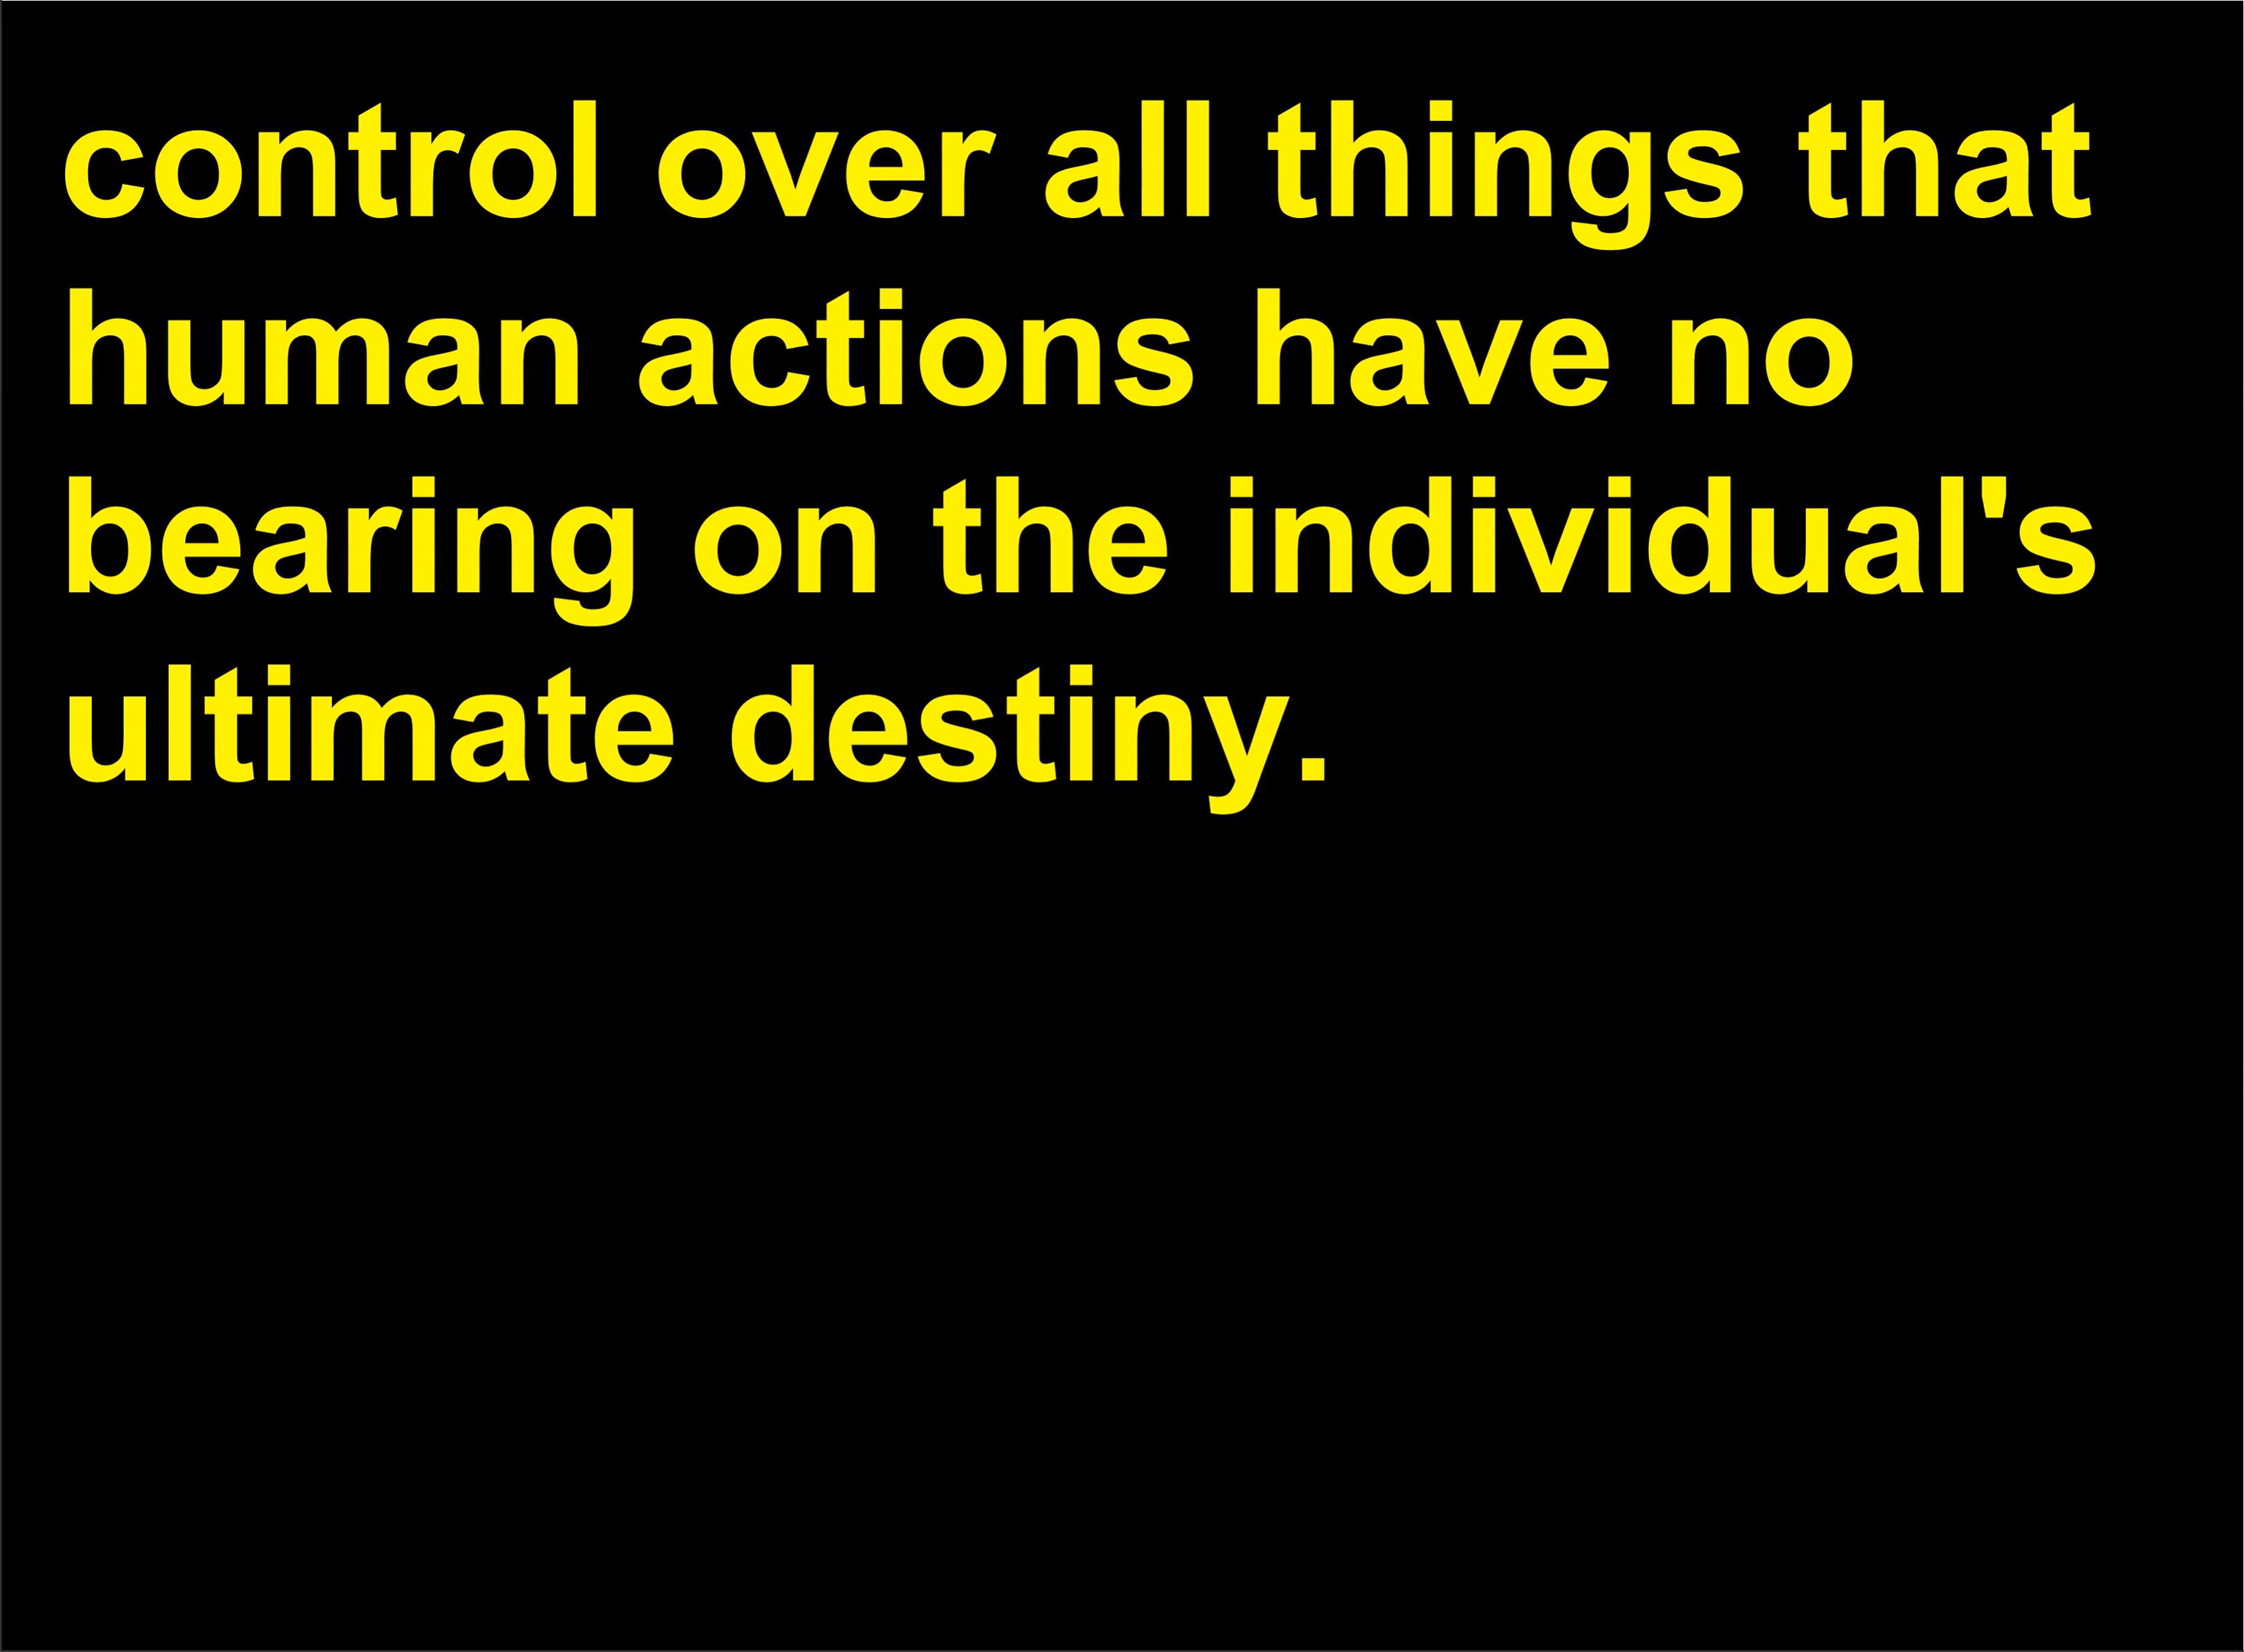 control over all things that
human actions have no
bearing on the individual's
ultimate destiny.